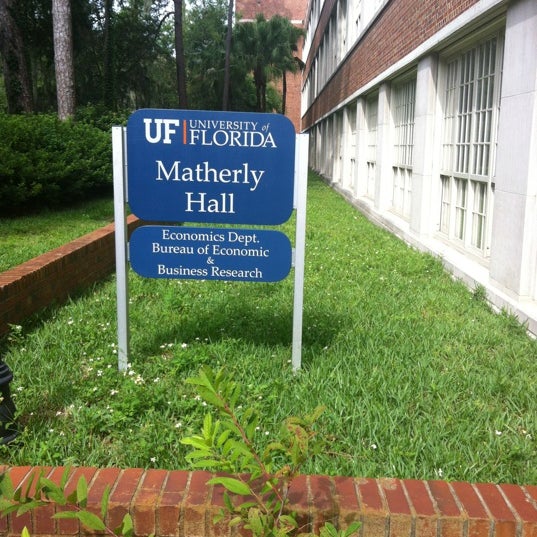 UF UNIVERSITY of
FLORIDA
Matherly
Hall
Economics Dept.
Bureau of Economic
&
Business Research